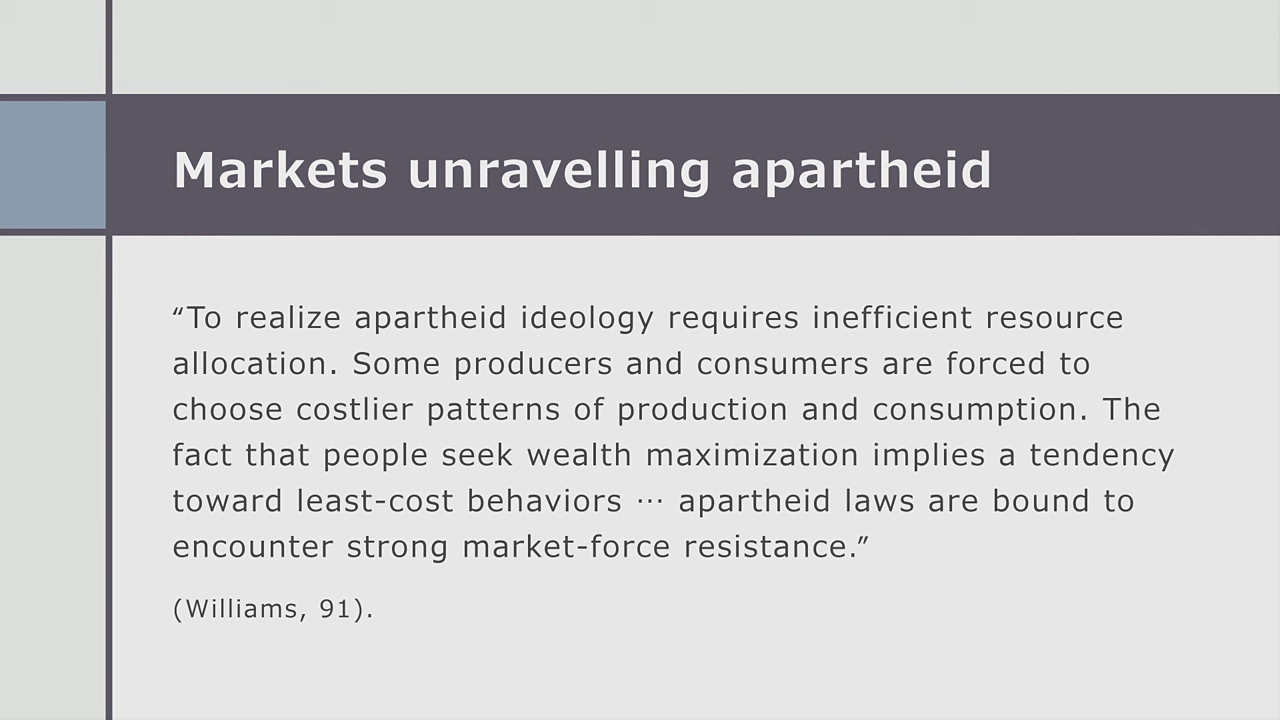 Markets unravelling apartheid
“To realize apartheid ideology requires inefficient resource
allocation. Some producers and consumers are forced to
choose costlier patterns of production and consumption. The
fact that people seek wealth maximization implies a tendency
toward least-cost behaviors ··· apartheid laws are bound to
encounter strong market-force resistance.”
(Williams, 91).